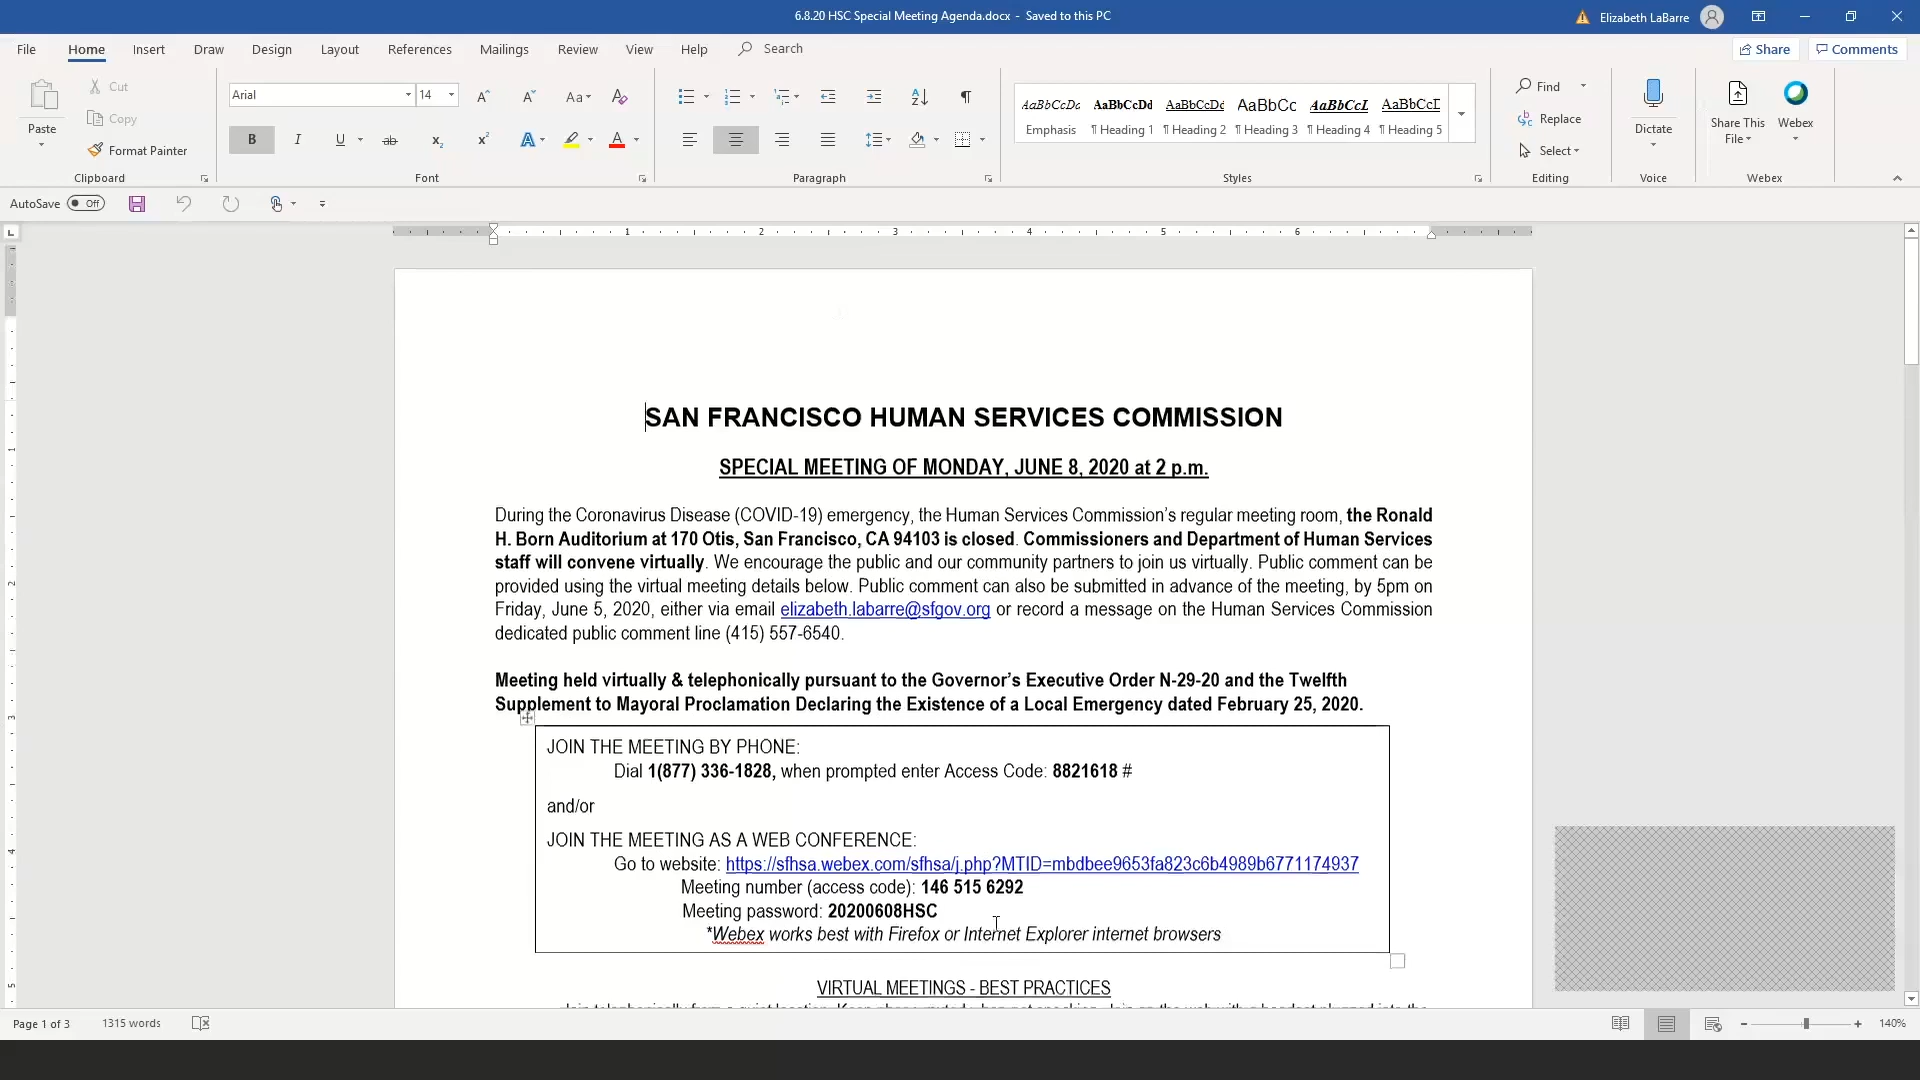 6.8.20 HSC Special Meeting Agenda.docx - Saved to this PC
Elizabeth LaBarre
File Home Insert Draw Design Layout References Mailings Review View Help Search
Share Comments
Paste
Cut
Copy
Format Painter
Clipboard
Arial 14
Aa
B I U ab x₂ x² A A
Font
Paragraph
AaBbCcDc AaBbCcDd AaBbCcDd AaBbCc AaBbCcL AaBbCcL
Emphasis ¶ Heading 1 ¶ Heading 2 ¶ Heading 3 ¶ Heading 4 ¶ Heading 5
Styles
Find
Replace
Select
Editing
Dictate
Voice
Share This File
Webex
Webex
AutoSave Off
1 2 3 4 5 6
SAN FRANCISCO HUMAN SERVICES COMMISSION
SPECIAL MEETING OF MONDAY, JUNE 8, 2020 at 2 p.m.
During the Coronavirus Disease (COVID-19) emergency, the Human Services Commission's regular meeting room, the Ronald
H. Born Auditorium at 170 Otis, San Francisco, CA 94103 is closed. Commissioners and Department of Human Services
staff will convene virtually. We encourage the public and our community partners to join us virtually. Public comment can be
provided using the virtual meeting details below. Public comment can also be submitted in advance of the meeting, by 5pm on
Friday, June 5, 2020, either via email elizabeth.labarre@sfgov.org or record a message on the Human Services Commission
dedicated public comment line (415) 557-6540.
Meeting held virtually & telephonically pursuant to the Governor's Executive Order N-29-20 and the Twelfth
Supplement to Mayoral Proclamation Declaring the Existence of a Local Emergency dated February 25, 2020.
JOIN THE MEETING BY PHONE:
Dial 1(877) 336-1828, when prompted enter Access Code: 8821618 #
and/or
JOIN THE MEETING AS A WEB CONFERENCE:
Go to website: https://sfhsa.webex.com/sfhsa/j.php?MTID=mbdbee9653fa823c6b4989b6771174937
Meeting number (access code): 146 515 6292
Meeting password: 20200608HSC
*Webex works best with Firefox or Internet Explorer internet browsers
VIRTUAL MEETINGS - BEST PRACTICES
Page 1 of 3 1315 words
140%